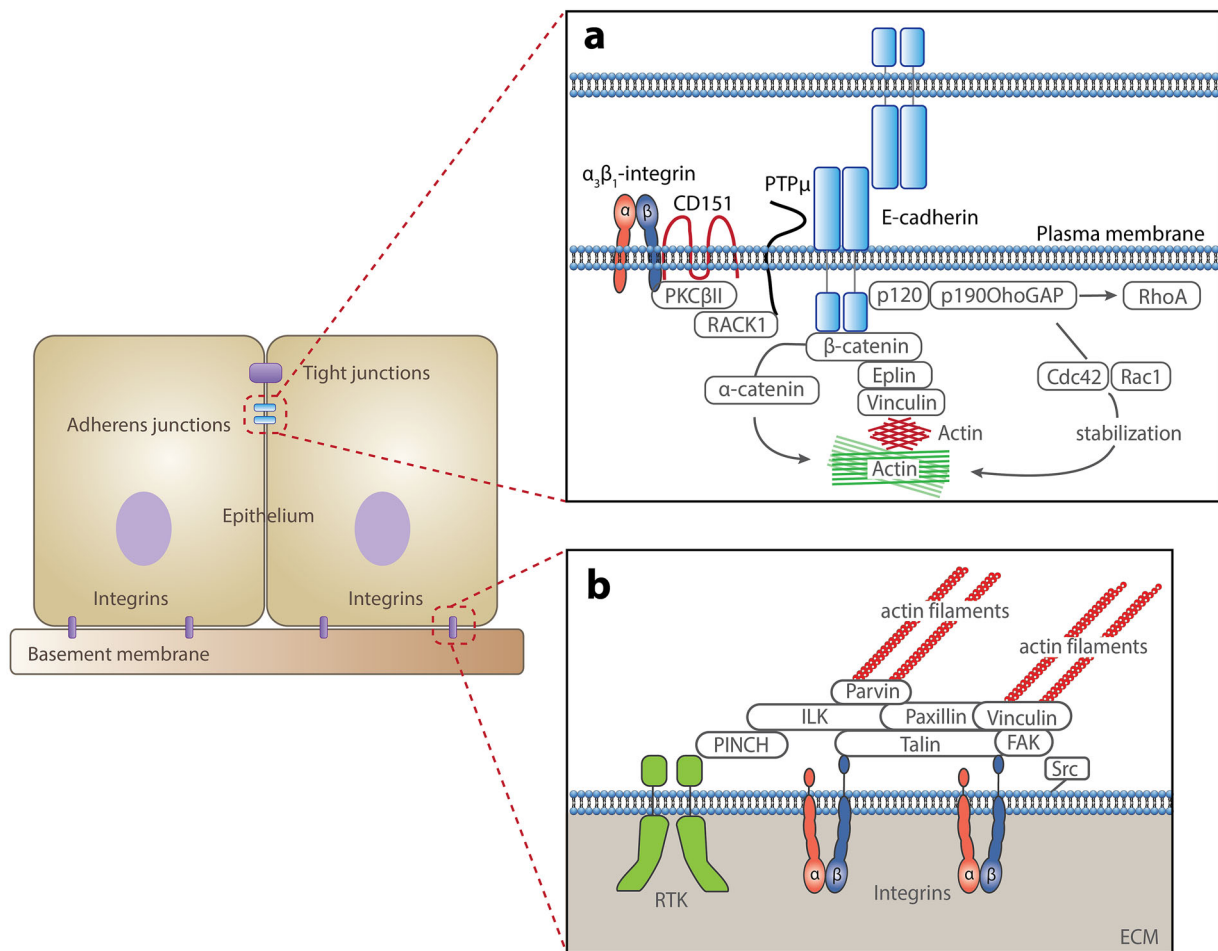 Tight junctions
Adherens junctions
Epithelium
Integrins
Integrins
Basement membrane
a
α₃β₁-integrin
α
β
CD151
PTPμ
E-cadherin
Plasma membrane
PKCβII
RACK1
p120
p190OhoGAP
RhoA
β-catenin
α-catenin
Eplin
Vinculin
Cdc42
Rac1
Actin
stabilization
Actin
b
actin filaments
actin filaments
Parvin
ILK
Paxillin
Vinculin
PINCH
Talin
FAK
Src
α
β
α
β
RTK
Integrins
ECM